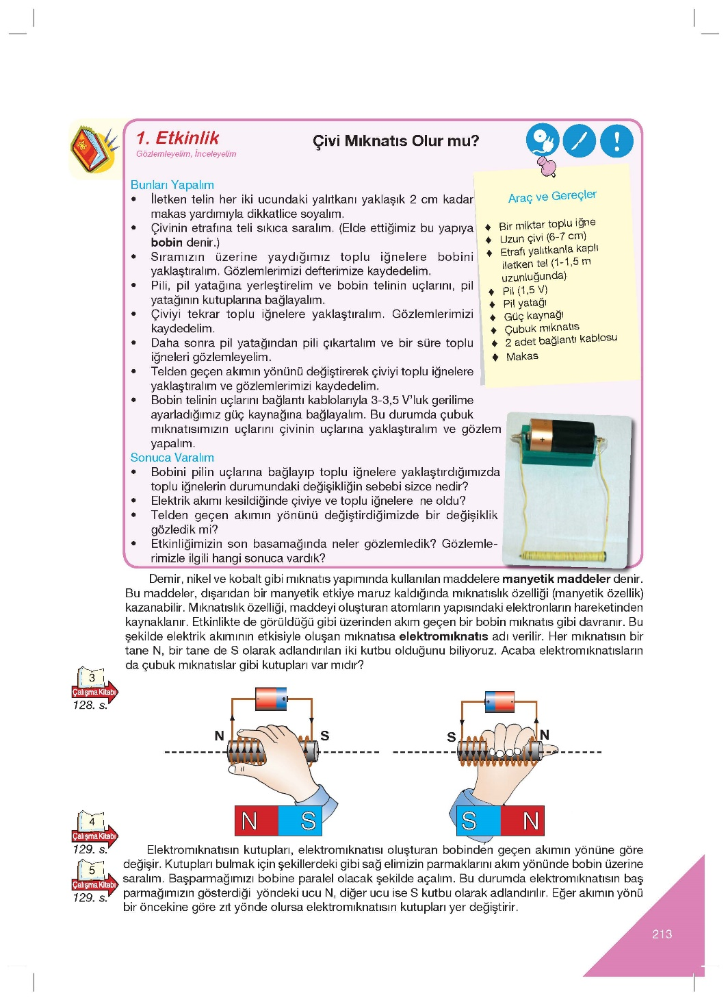 1. Etkinlik
Gözlemleyelim, İnceleyelim
Çivi Mıknatıs Olur mu?
Bunları Yapalım
• İletken telin her iki ucundaki yalıtkanı yaklaşık 2 cm kadar
makas yardımıyla dikkatlice soyalım.
• Çivinin etrafına teli sıkıca saralım. (Elde ettiğimiz bu yapıya
bobin denir.)
• Sıramızın üzerine yaydığımız toplu iğnelere bobini
yaklaştıralım. Gözlemlerimizi defterimize kaydedelim.
• Pili, pil yatağına yerleştirelim ve bobin telinin uçlarını, pil
yatağının kutuplarına bağlayalım.
• Çiviyi tekrar toplu iğnelere yaklaştıralım. Gözlemlerimizi
kaydedelim.
• Daha sonra pil yatağından pili çıkartalım ve bir süre toplu
iğneleri gözlemleyelim.
• Telden geçen akımın yönünü değiştirerek çiviyi toplu iğnelere
yaklaştıralım ve gözlemlerimizi kaydedelim.
• Bobin telinin uçlarını bağlantı kablolarıyla 3-3,5 V'luk gerilime
ayarladığımız güç kaynağına bağlayalım. Bu durumda çubuk
mıknatısımızın uçlarını çivinin uçlarına yaklaştıralım ve gözlem
yapalım.
Araç ve Gereçler
♦ Bir miktar toplu iğne
♦ Uzun çivi (6-7 cm)
♦ Etrafı yalıtkanla kaplı
iletken tel (1-1,5 m
uzunluğunda)
♦ Pil (1,5 V)
♦ Pil yatağı
♦ Güç kaynağı
♦ Çubuk mıknatıs
♦ 2 adet bağlantı kablosu
♦ Makas
Sonuca Varalım
• Bobini pilin uçlarına bağlayıp toplu iğnelere yaklaştırdığımızda
toplu iğnelerin durumundaki değişikliğin sebebi sizce nedir?
• Elektrik akımı kesildiğinde çiviye ve toplu iğnelere ne oldu?
• Telden geçen akımın yönünü değiştirdiğimizde bir değişiklik
gözledik mi?
• Etkinliğimizin son basamağında neler gözlemledik? Gözlemle-
rimizle ilgili hangi sonuca vardık?
+
Demir, nikel ve kobalt gibi mıknatıs yapımında kullanılan maddelere manyetik maddeler denir.
Bu maddeler, dışarıdan bir manyetik etkiye maruz kaldığında mıknatıslık özelliği (manyetik özellik)
kazanabilir. Mıknatıslık özelliği, maddeyi oluşturan atomların yapısındaki elektronların hareketinden
kaynaklanır. Etkinlikte de görüldüğü gibi üzerinden akım geçen bir bobin mıknatıs gibi davranır. Bu
şekilde elektrik akımının etkisiyle oluşan mıknatısa elektromıknatıs adı verilir. Her mıknatısın bir
tane N, bir tane de S olarak adlandırılan iki kutbu olduğunu biliyoruz. Acaba elektromıknatısların
da çubuk mıknatıslar gibi kutupları var mıdır?
3
Çalışma Kitabı
128. s.
- +
N S
N S
+ -
S N
S N
4
Çalışma Kitabı
129. s.
5
Çalışma Kitabı
129. s.
Elektromıknatısın kutupları, elektromıknatısı oluşturan bobinden geçen akımın yönüne göre
değişir. Kutupları bulmak için şekillerdeki gibi sağ elimizin parmaklarını akım yönünde bobin üzerine
saralım. Başparmağımızı bobine paralel olacak şekilde açalım. Bu durumda elektromıknatısın baş
parmağımızın gösterdiği yöndeki ucu N, diğer ucu ise S kutbu olarak adlandırılır. Eğer akımın yönü
bir öncekine göre zıt yönde olursa elektromıknatısın kutupları yer değiştirir.
213